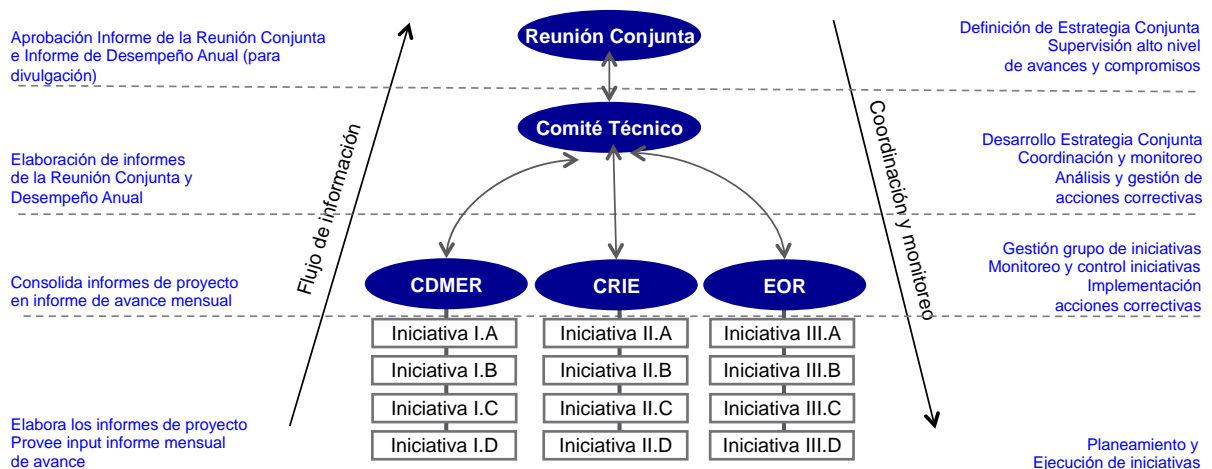 Aprobación Informe de la Reunión Conjunta
e Informe de Desempeño Anual (para
divulgación)
Reunión Conjunta
Definición de Estrategia Conjunta
Supervisión alto nivel
de avances y compromisos
Flujo de información
Coordinación y monitoreo
Comité Técnico
Elaboración de informes
de la Reunión Conjunta y
Desempeño Anual
Desarrollo Estrategia Conjunta
Coordinación y monitoreo
Análisis y gestión de
acciones correctivas
Consolida informes de proyecto
en informe de avance mensual
CDMER
CRIE
EOR
Gestión grupo de iniciativas
Monitoreo y control iniciativas
Implementación
acciones correctivas
Iniciativa I.A
Iniciativa II.A
Iniciativa III.A
Iniciativa I.B
Iniciativa II.B
Iniciativa III.B
Iniciativa I.C
Iniciativa II.C
Iniciativa III.C
Iniciativa I.D
Iniciativa II.D
Iniciativa III.D
Elabora los informes de proyecto
Provee input informe mensual
de avance
Planeamiento y
Ejecución de iniciativas